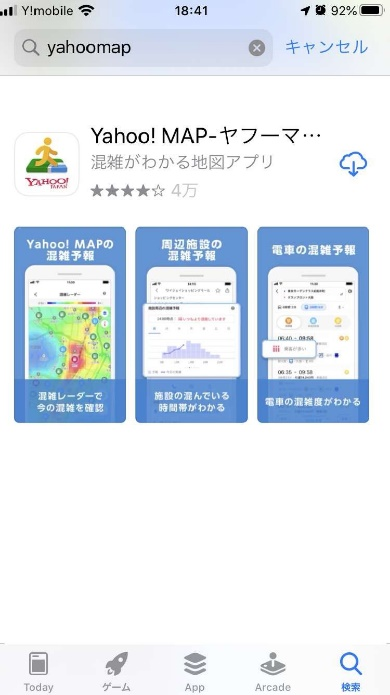 Y!mobile 18:41 92%
yahoomap キャンセル
Yahoo! MAP-ヤフーマ…
混雑がわかる地図アプリ
4万
YAHOO!
JAPAN
Yahoo! MAPの
混雑予報
混雑レーダー
混雑レーダーで
今の混雑を確認
周辺施設の
混雑予報
施設の混んでいる
時間帯がわかる
電車の混雑予報
06:40 → 09:58
06:35 → 09:58
電車の混雑度がわかる
Today ゲーム App Arcade 検索